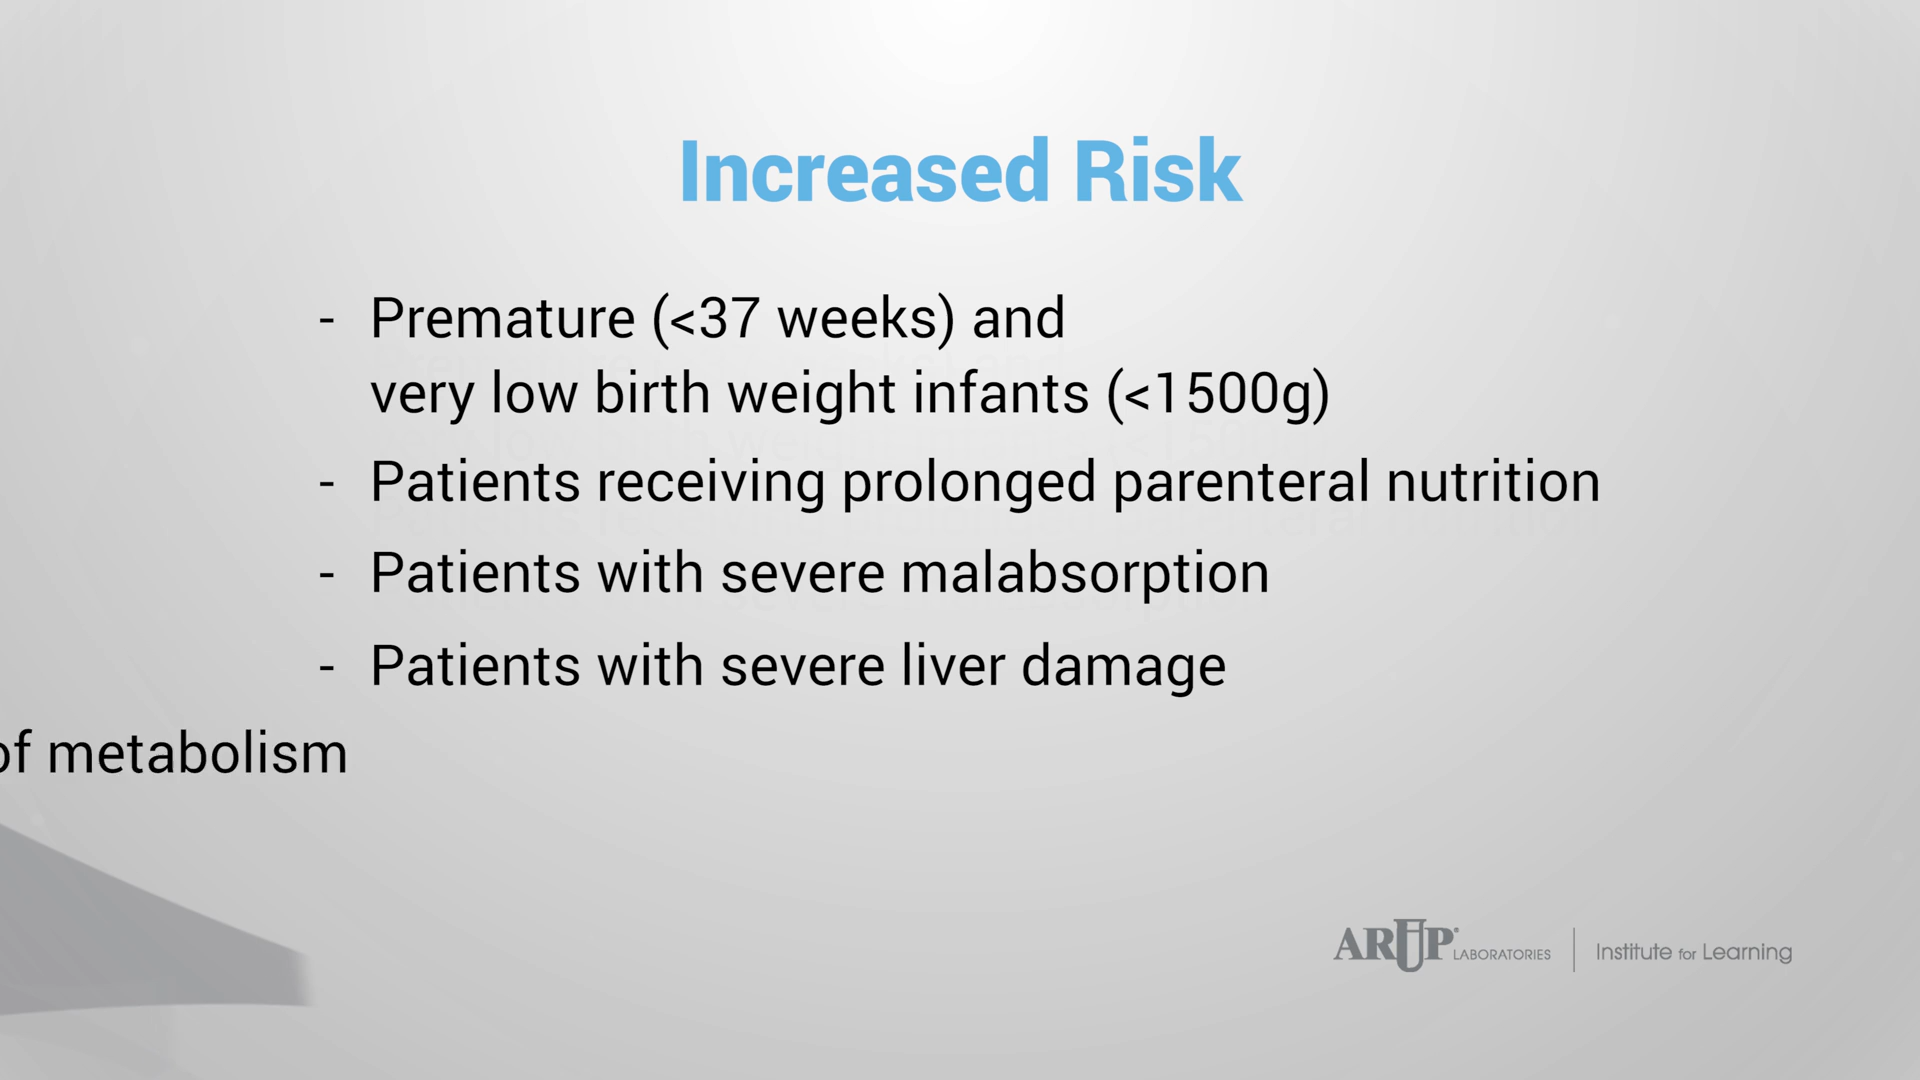 Increased Risk
- Premature (<37 weeks) and
very low birth weight infants (<1500g)
- Patients receiving prolonged parenteral nutrition
- Patients with severe malabsorption
- Patients with severe liver damage
of metabolism
ARUP® LABORATORIES | Institute for Learning